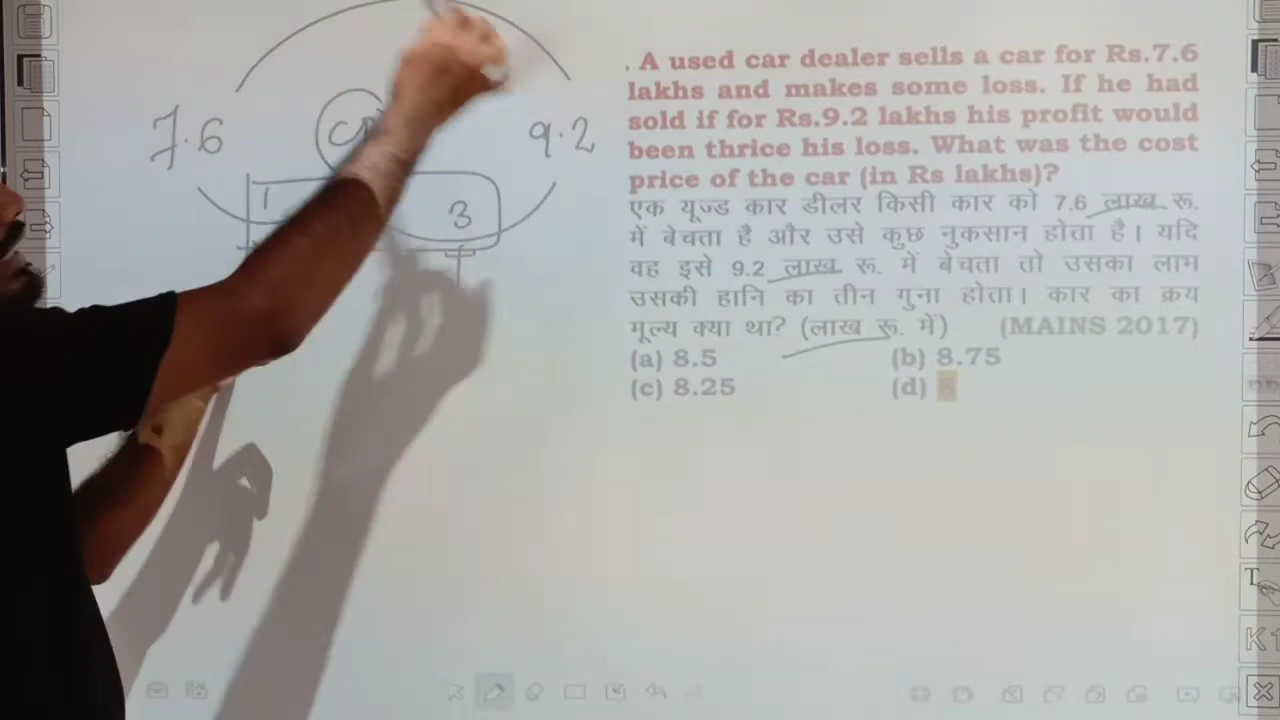 7.6
9.2
1
3
. A used car dealer sells a car for Rs.7.6
lakhs and makes some loss. If he had
sold if for Rs.9.2 lakhs his profit would
been thrice his loss. What was the cost
price of the car (in Rs lakhs)?
एक यूज्ड कार डीलर किसी कार को 7.6 लाख रू.
में बेचता है और उसे कुछ नुकसान होता है। यदि
वह इसे 9.2 लाख रू. में बेचता तो उसका लाभ
उसकी हानि का तीन गुना होता। कार का क्रय
मूल्य क्या था? (लाख रू. में) (MAINS 2017)
(a) 8.5 (b) 8.75
(c) 8.25 (d) 8
T
K1